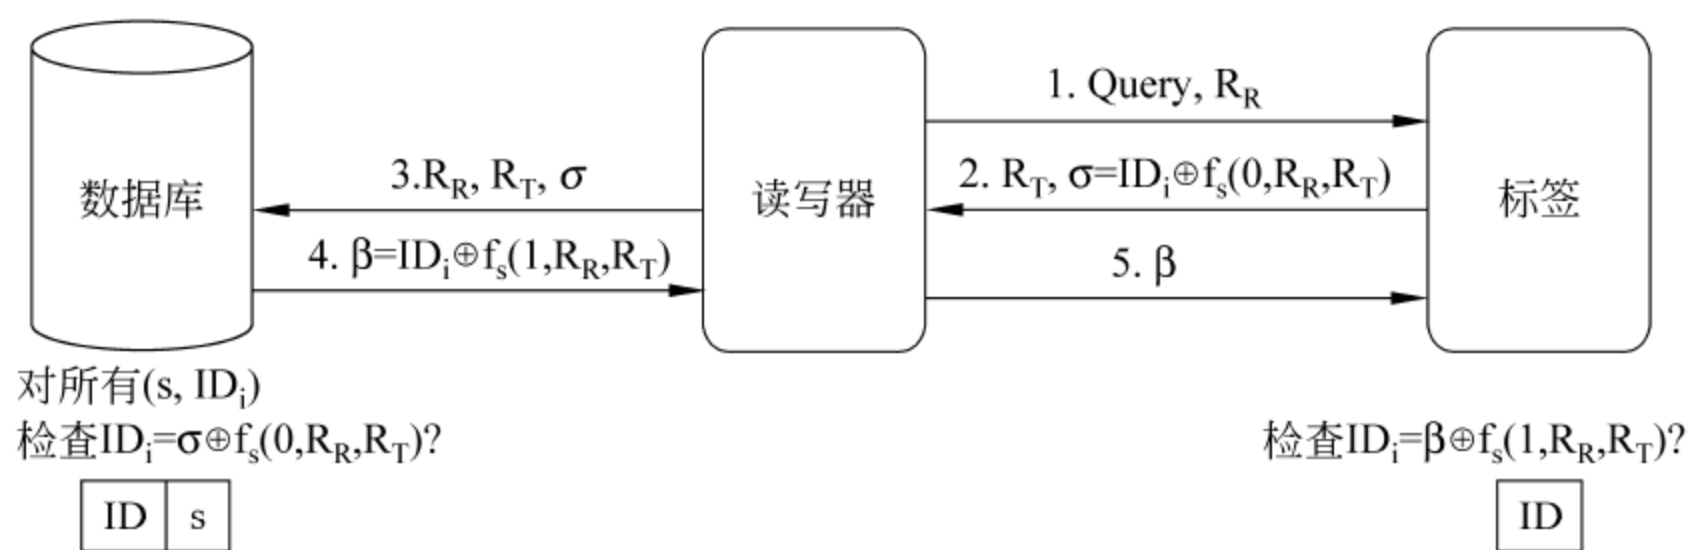 1. Query, R_R
数据库
3.R_R, R_T, σ
读写器
2. R_T, σ=ID_i⊕f_s(0,R_R,R_T)
标签
4. β=ID_i⊕f_s(1,R_R,R_T)
5. β
对所有(s, ID_i)
检查ID_i=σ⊕f_s(0,R_R,R_T)?
检查ID_i=β⊕f_s(1,R_R,R_T)?
ID s
ID